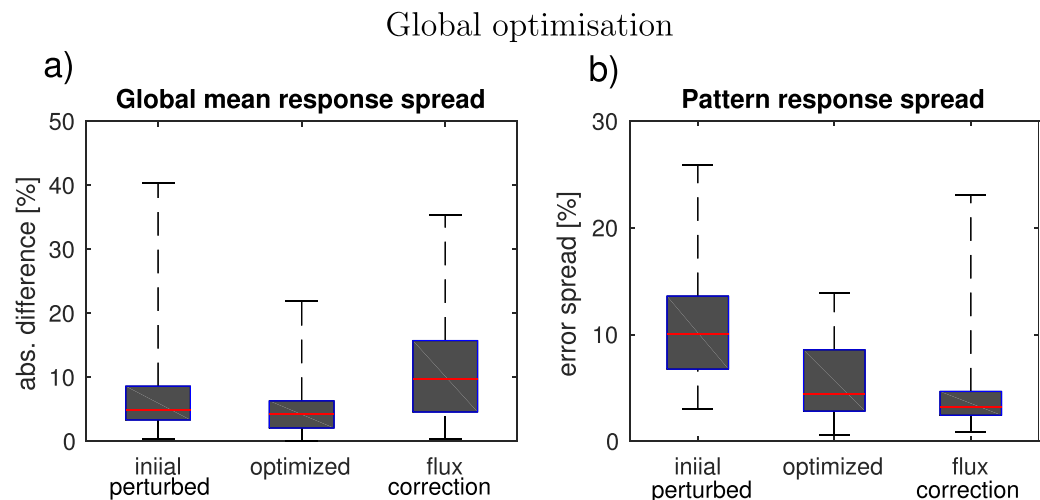 Global optimisation
a)
Global mean response spread
abs. difference [%]
50
40
30
20
10
0
iniial
perturbed
optimized
flux
correction
b)
Pattern response spread
error spread [%]
30
20
10
0
iniial
perturbed
optimized
flux
correction